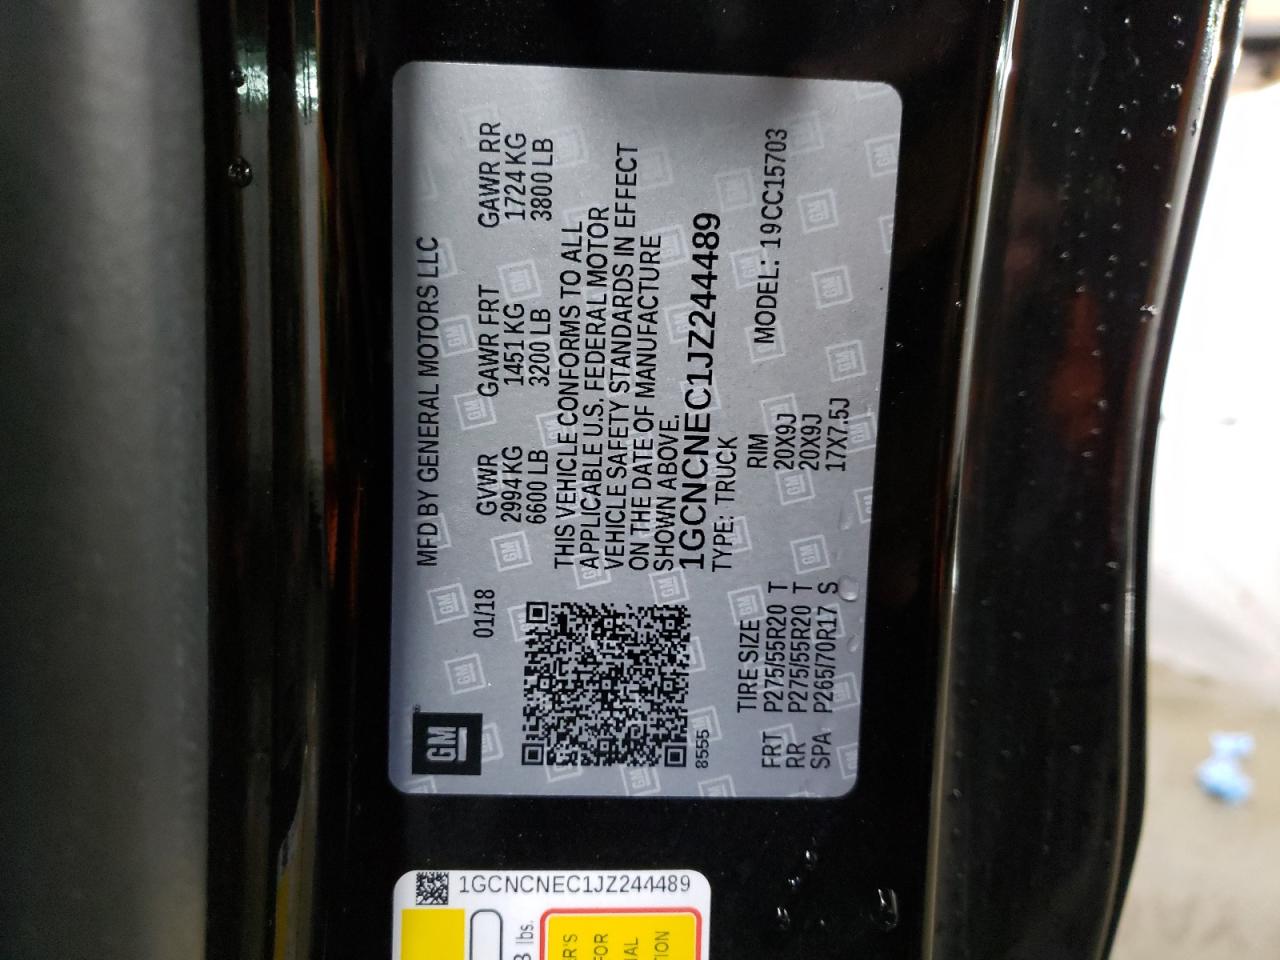 GM
MFD BY GENERAL MOTORS LLC
01/18
GVWR GAWR FRT GAWR RR
2994 KG 1451 KG 1724 KG
6600 LB 3200 LB 3800 LB
THIS VEHICLE CONFORMS TO ALL
APPLICABLE U.S. FEDERAL MOTOR
VEHICLE SAFETY STANDARDS IN EFFECT
ON THE DATE OF MANUFACTURE
SHOWN ABOVE.
1GCNCNEC1JZ244489
8555
TYPE: TRUCK
MODEL: 19CC15703
TIRE SIZE RIM
FRT P275/55R20 T 20X9J
RR P275/55R20 T 20X9J
SPA P265/70R17 S 17X7.5J
1GCNCNEC1JZ244489
lbs.
R'S
FOR